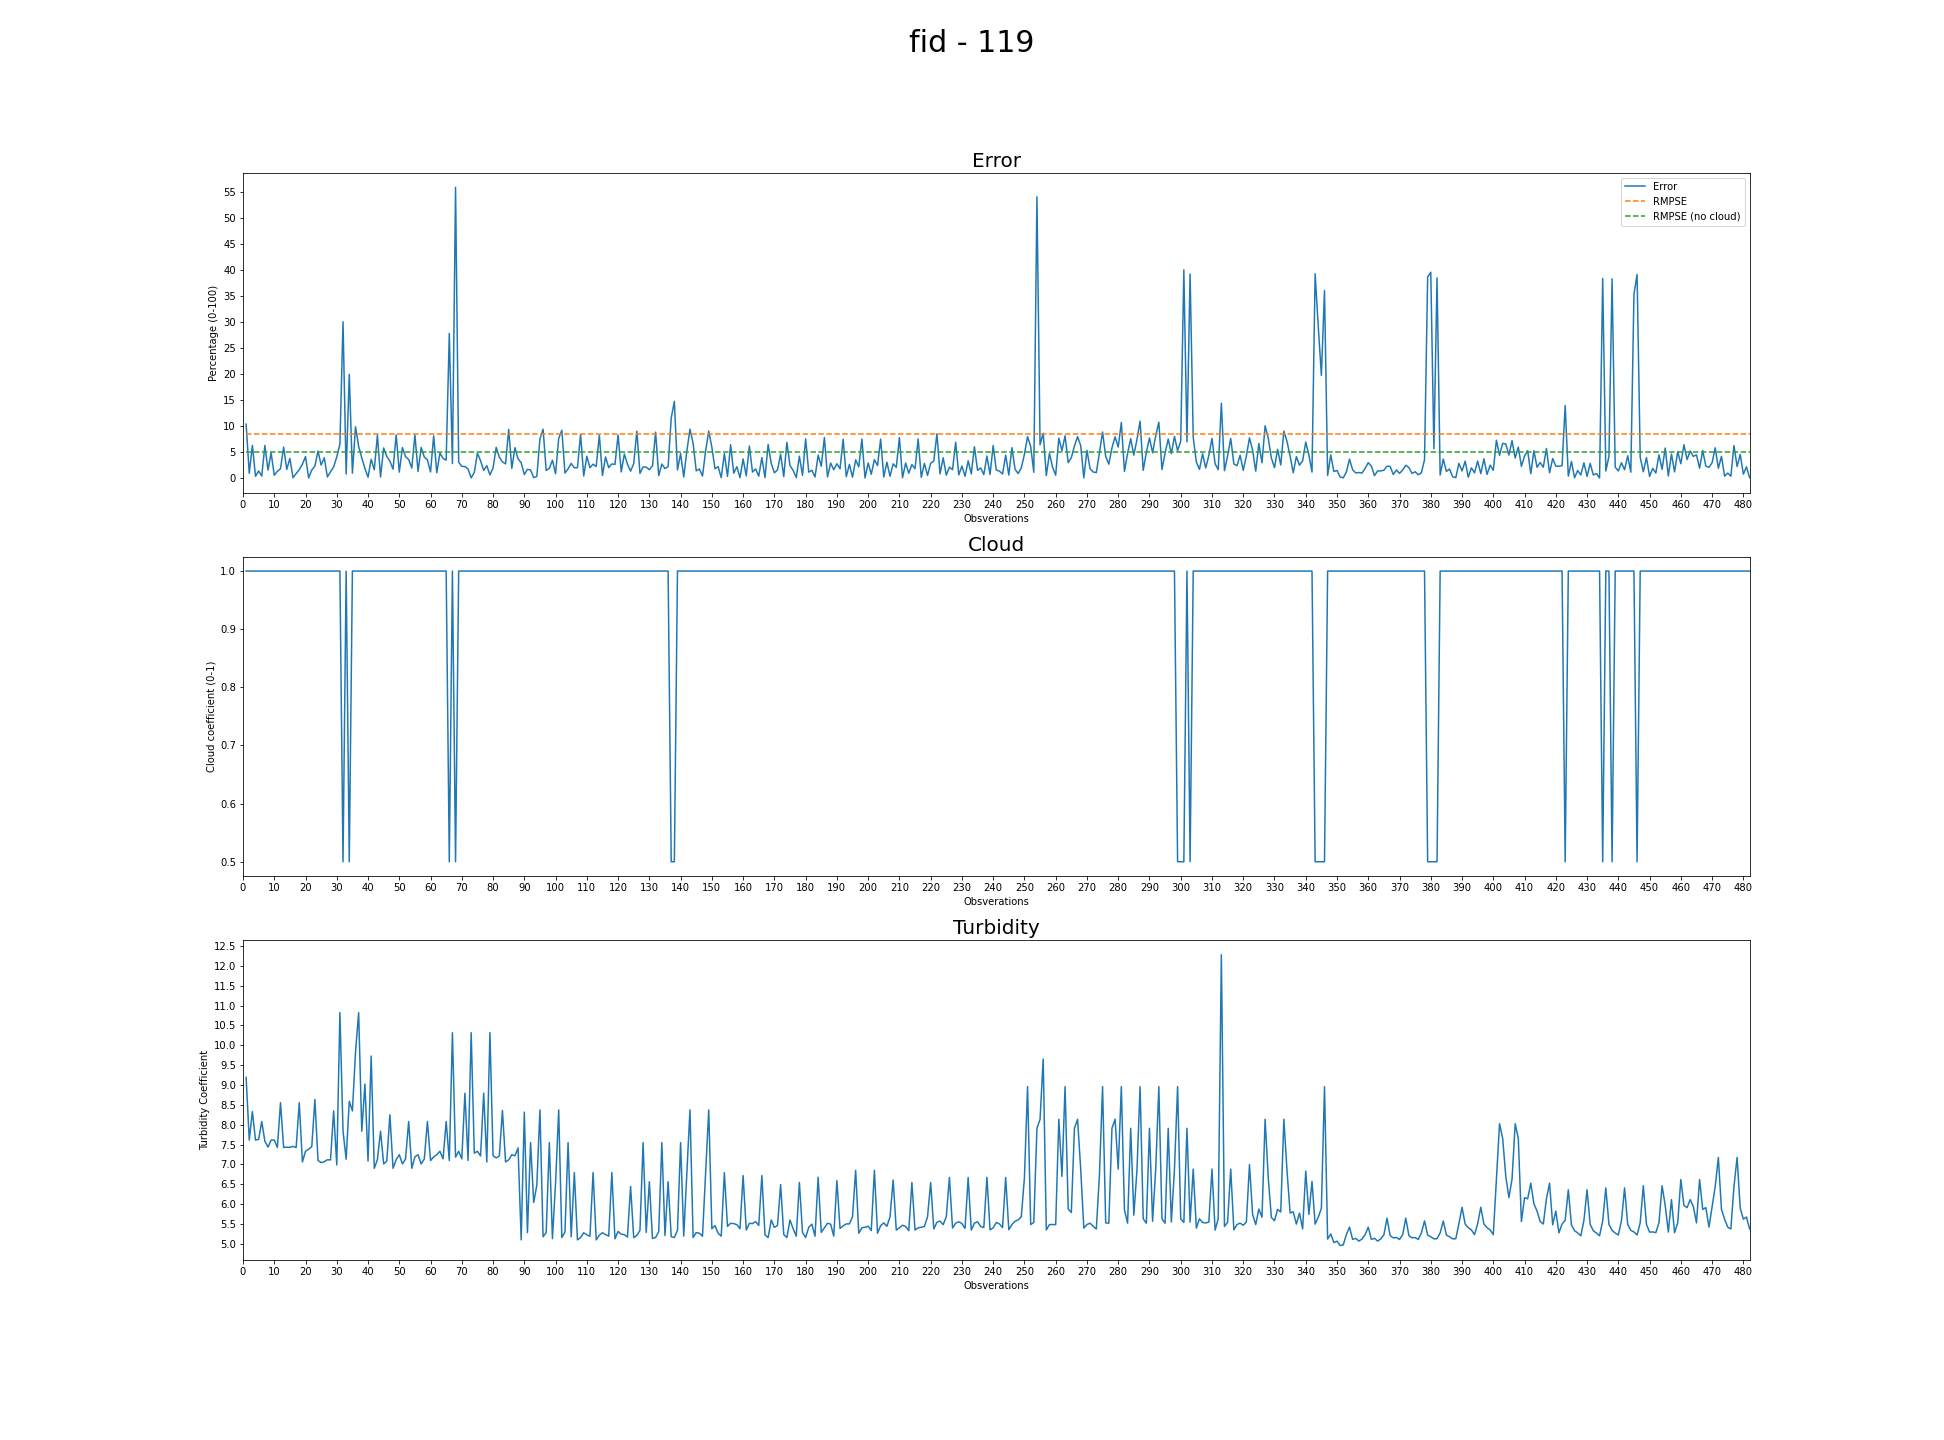 fid - 119
Error
Percentage (0-100)
55
50
45
40
35
30
25
20
15
10
5
0
Error
RMPSE
RMPSE (no cloud)
0 10 20 30 40 50 60 70 80 90 100 110 120 130 140 150 160 170 180 190 200 210 220 230 240 250 260 270 280 290 300 310 320 330 340 350 360 370 380 390 400 410 420 430 440 450 460 470 480
Obsverations
Cloud
Cloud coefficient (0-1)
1.0
0.9
0.8
0.7
0.6
0.5
0 10 20 30 40 50 60 70 80 90 100 110 120 130 140 150 160 170 180 190 200 210 220 230 240 250 260 270 280 290 300 310 320 330 340 350 360 370 380 390 400 410 420 430 440 450 460 470 480
Obsverations
Turbidity
Turbidity Coefficient
12.5
12.0
11.5
11.0
10.5
10.0
9.5
9.0
8.5
8.0
7.5
7.0
6.5
6.0
5.5
5.0
0 10 20 30 40 50 60 70 80 90 100 110 120 130 140 150 160 170 180 190 200 210 220 230 240 250 260 270 280 290 300 310 320 330 340 350 360 370 380 390 400 410 420 430 440 450 460 470 480
Obsverations